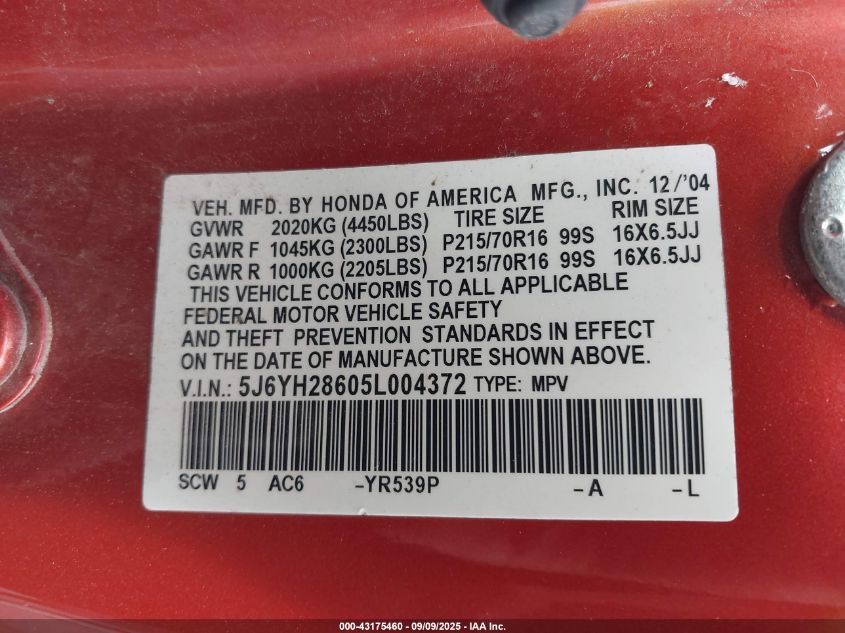 VEH. MFD. BY HONDA OF AMERICA MFG., INC. 12/'04
GVWR 2020KG (4450LBS) TIRE SIZE RIM SIZE
GAWR F 1045KG (2300LBS) P215/70R16 99S 16X6.5JJ
GAWR R 1000KG (2205LBS) P215/70R16 99S 16X6.5JJ
THIS VEHICLE CONFORMS TO ALL APPLICABLE
FEDERAL MOTOR VEHICLE SAFETY
AND THEFT PREVENTION STANDARDS IN EFFECT
ON THE DATE OF MANUFACTURE SHOWN ABOVE.
V.I.N.: 5J6YH28605L004372 TYPE: MPV
SCW 5 AC6 -YR539P -A -L
000-43175460 - 09/09/2025 - IAA Inc.